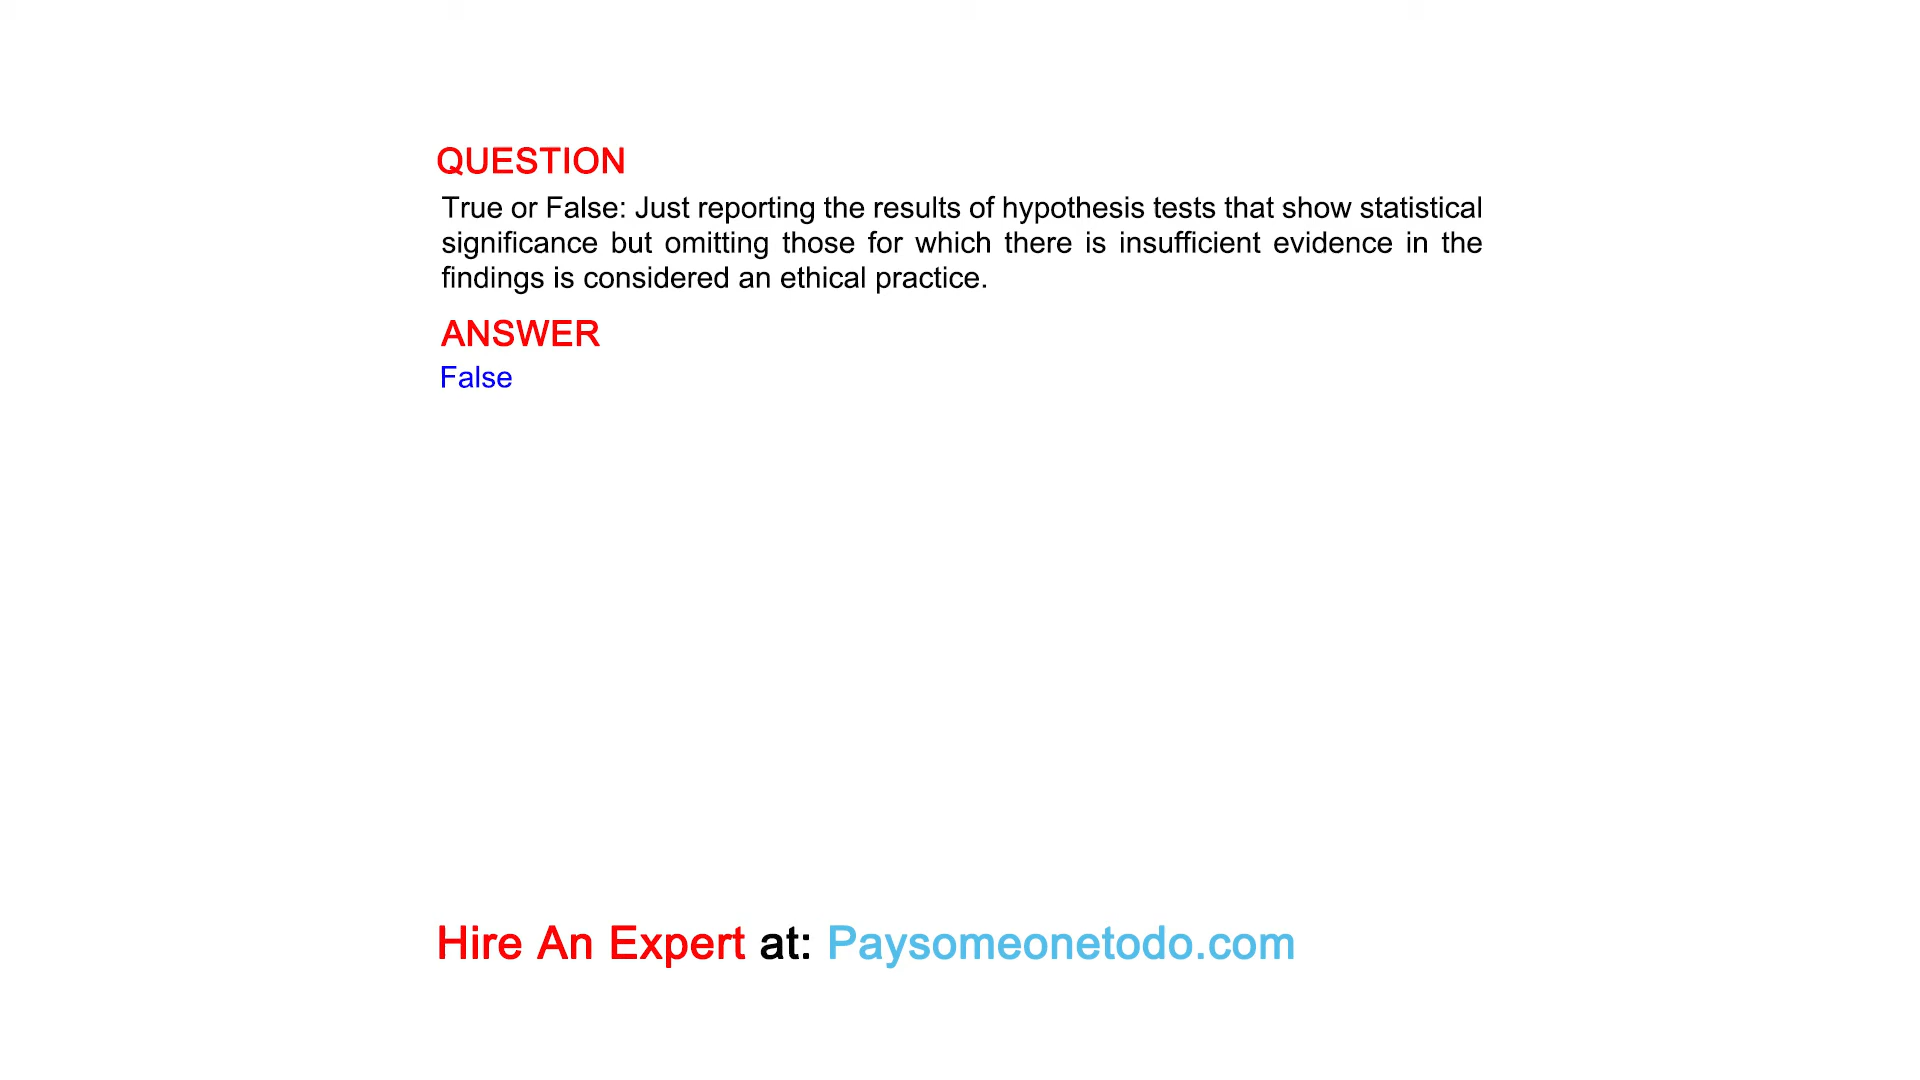 QUESTION
True or False: Just reporting the results of hypothesis tests that show statistical
significance but omitting those for which there is insufficient evidence in the
findings is considered an ethical practice.
ANSWER
False
Hire An Expert at: Paysomeonetodo.com